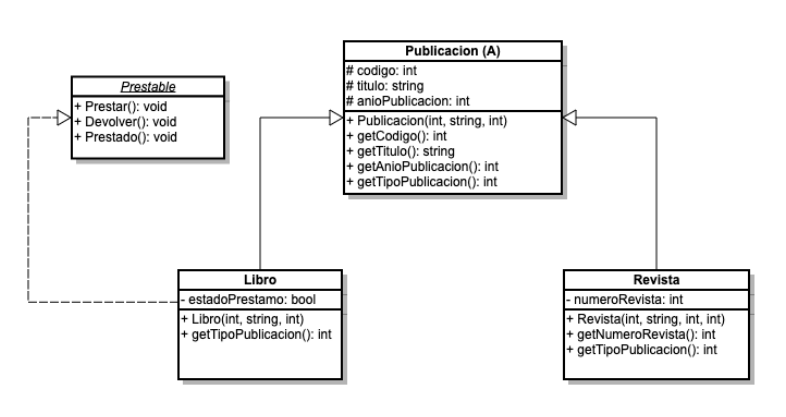 Publicacion (A)
# codigo: int
# titulo: string
# anioPublicacion: int
+ Publicacion(int, string, int)
+ getCodigo(): int
+ getTitulo(): string
+ getAnioPublicacion(): int
+ getTipoPublicacion(): int
Prestable
+ Prestar(): void
+ Devolver(): void
+ Prestado(): void
Libro
- estadoPrestamo: bool
+ Libro(int, string, int)
+ getTipoPublicacion(): int
Revista
- numeroRevista: int
+ Revista(int, string, int, int)
+ getNumeroRevista(): int
+ getTipoPublicacion(): int